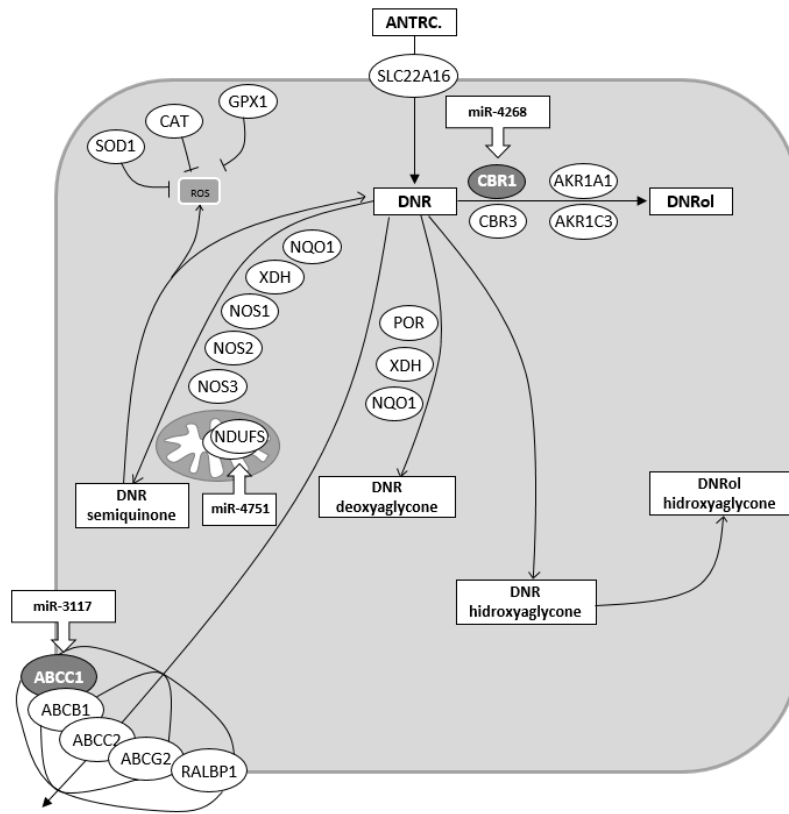 ANTRC.
SLC22A16
GPX1
CAT
SOD1
ROS
miR-4268
CBR1
AKR1A1
DNR
DNRol
CBR3
AKR1C3
NQO1
XDH
NOS1
NOS2
NOS3
NDUFS
miR-4751
POR
XDH
NQO1
DNR
semiquinone
DNR
deoxyaglycone
DNRol
hidroxyaglycone
DNR
hidroxyaglycone
miR-3117
ABCC1
ABCB1
ABCC2
ABCG2
RALBP1